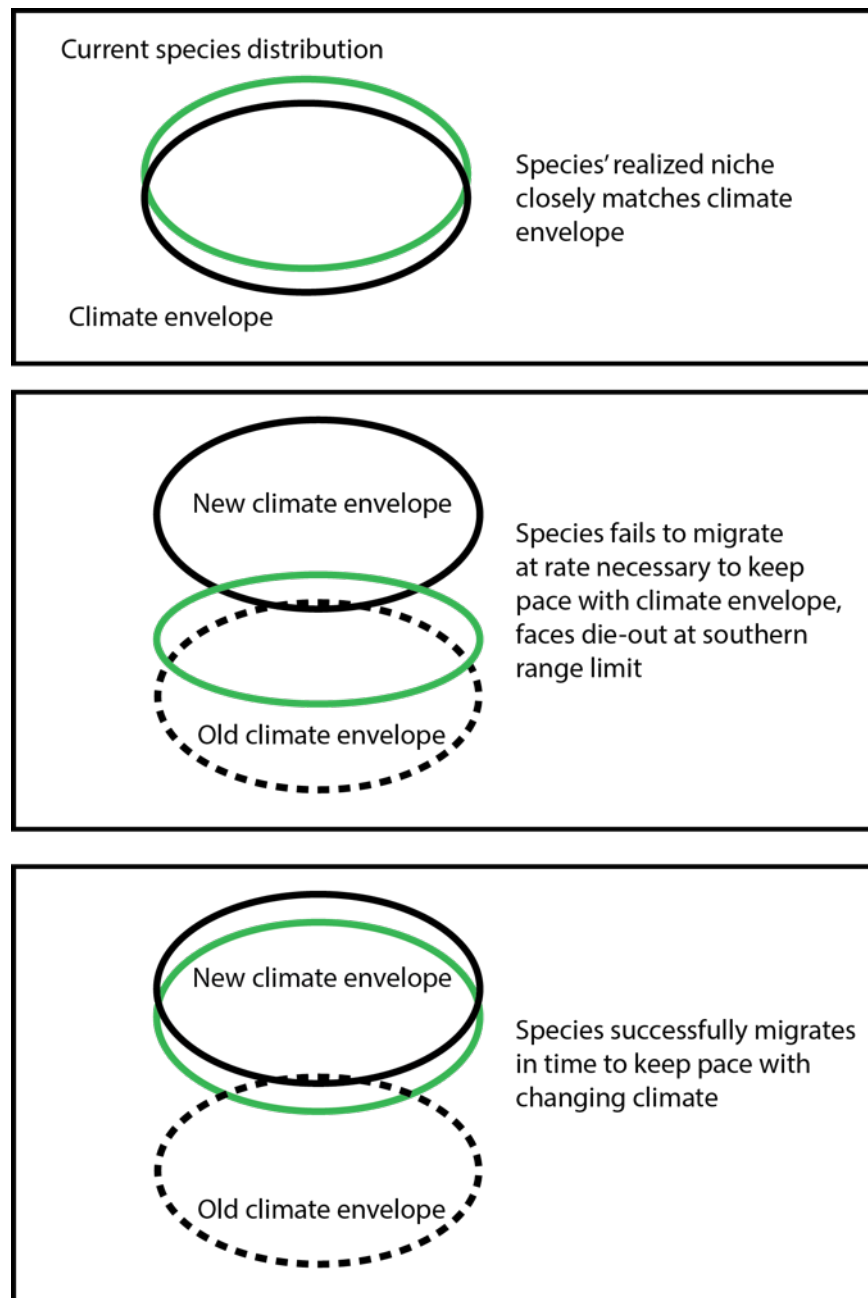 Current species distribution
Species' realized niche
closely matches climate
envelope
Climate envelope
New climate envelope
Species fails to migrate
at rate necessary to keep
pace with climate envelope,
faces die-out at southern
range limit
Old climate envelope
New climate envelope
Species successfully migrates
in time to keep pace with
changing climate
Old climate envelope